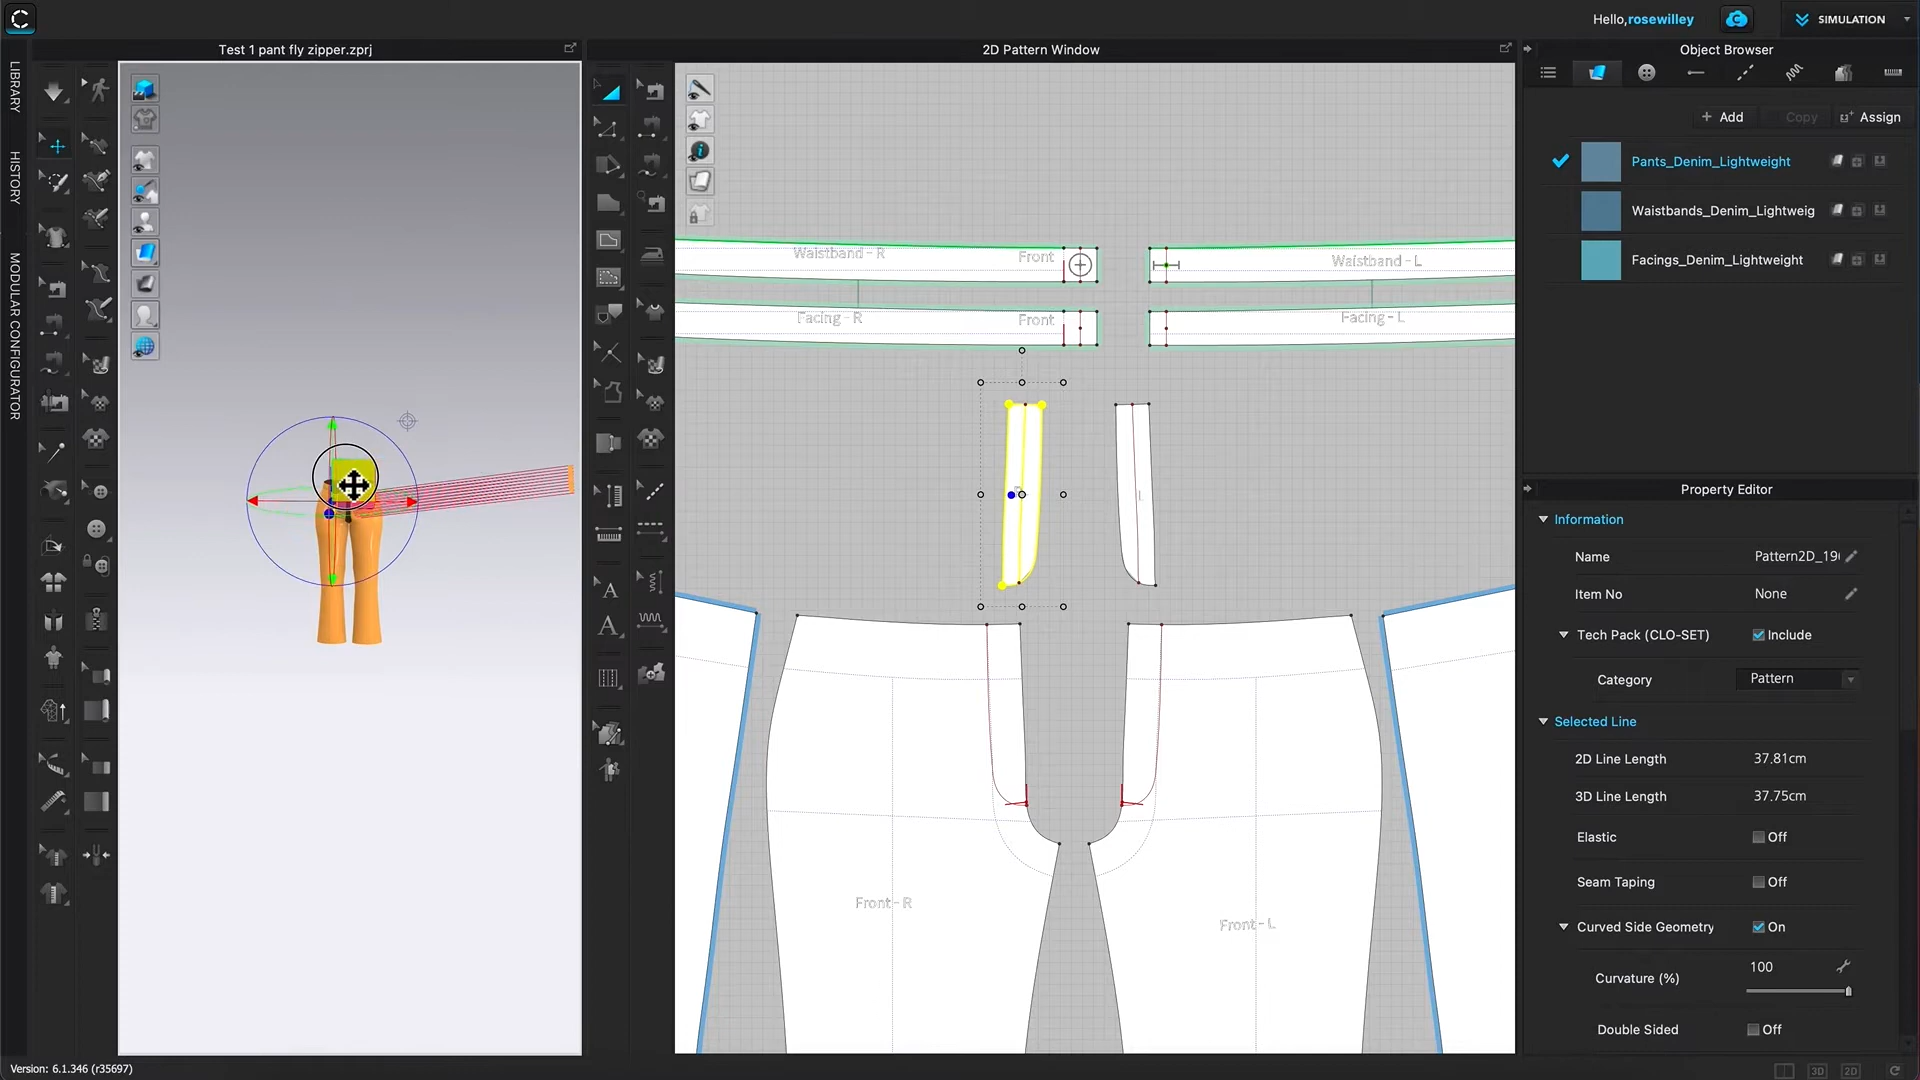 Hello,rosewilley
SIMULATION
Test 1 pant fly zipper.zprj
2D Pattern Window
Object Browser
LIBRARY
HISTORY
MODULAR CONFIGURATOR
+ Add
Copy
Assign
Pants_Denim_Lightweight
Waistbands_Denim_Lightweig
Facings_Denim_Lightweight
Waistband - R
Front
Waistband - L
Facing - R
Front
Facing - L
L
Front - R
Front - L
Property Editor
Information
Name
Pattern2D_19
Item No
None
Tech Pack (CLO-SET)
Include
Category
Pattern
Selected Line
2D Line Length
37.81cm
3D Line Length
37.75cm
Elastic
Off
Seam Taping
Off
Curved Side Geometry
On
Curvature (%)
100
Double Sided
Off
Version: 6.1.346 (r35697)
3D
2D